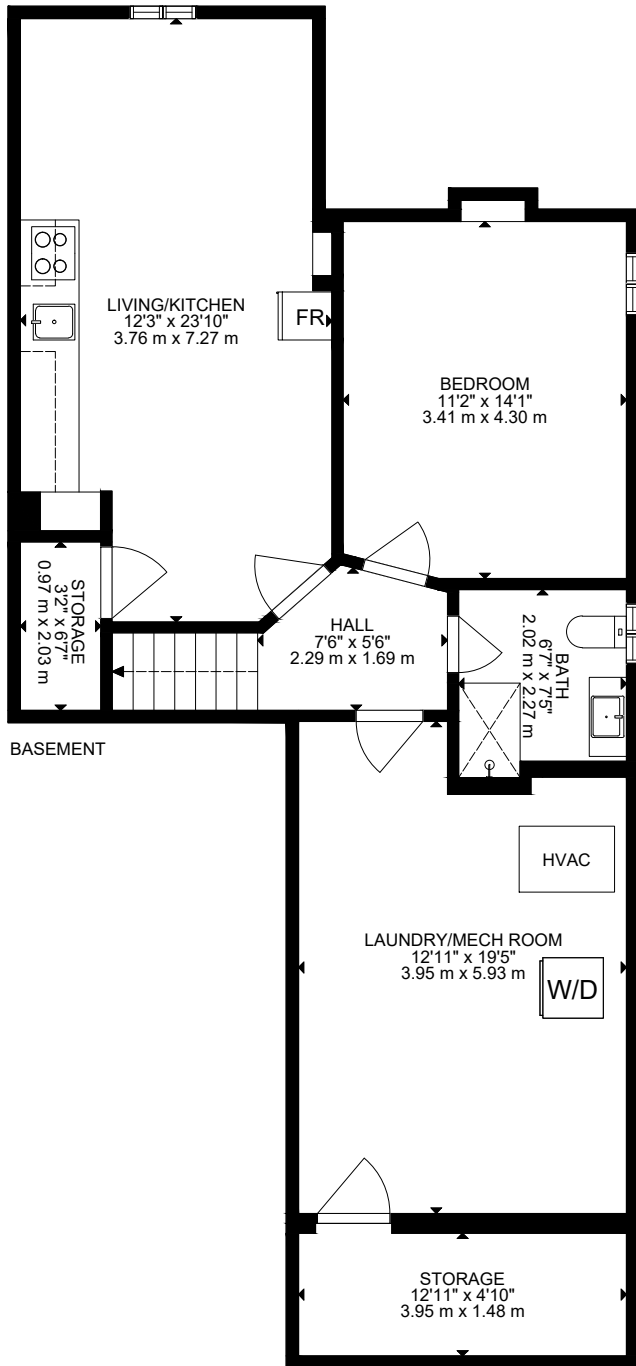 LIVING/KITCHEN
12'3" x 23'10"
3.76 m x 7.27 m
FR
BEDROOM
11'2" x 14'1"
3.41 m x 4.30 m
STORAGE
3'2" x 6'7"
0.97 m x 2.03 m
HALL
7'6" x 5'6"
2.29 m x 1.69 m
BATH
6'7" x 7'5"
2.02 m x 2.27 m
BASEMENT
HVAC
LAUNDRY/MECH ROOM
12'11" x 19'5"
3.95 m x 5.93 m
W/D
STORAGE
12'11" x 4'10"
3.95 m x 1.48 m